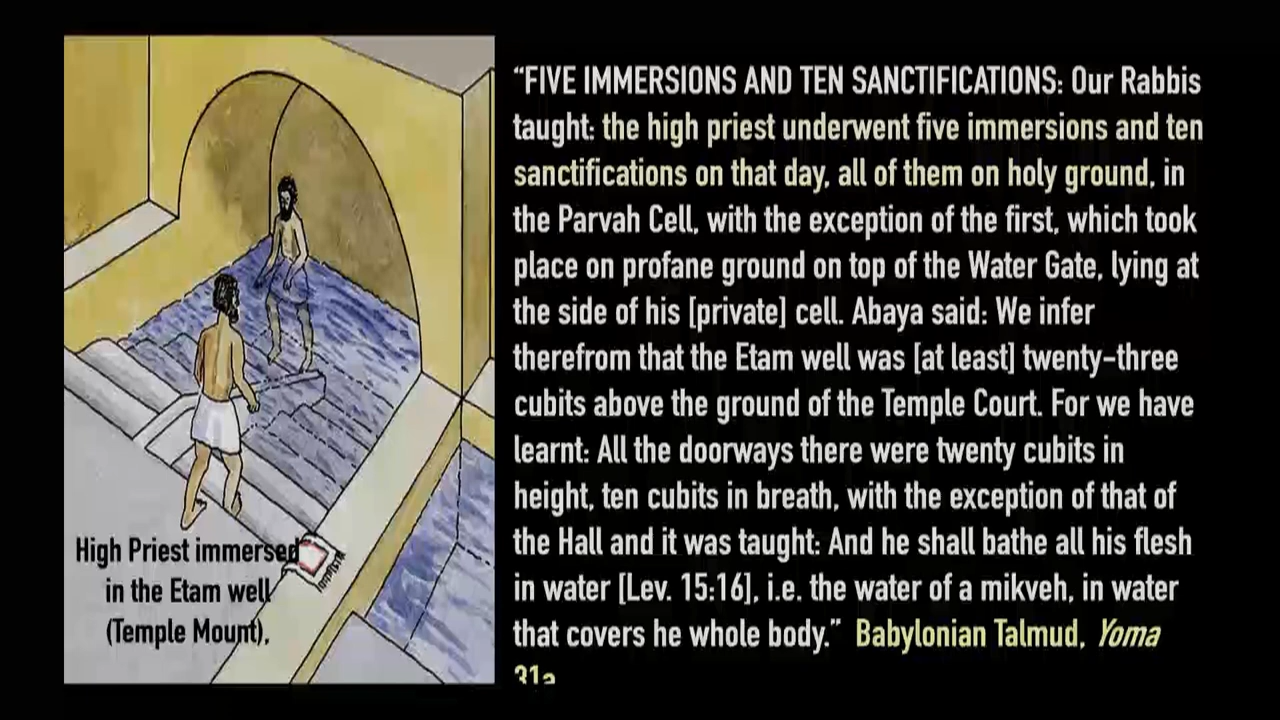 “FIVE IMMERSIONS AND TEN SANCTIFICATIONS: Our Rabbis
taught: the high priest underwent five immersions and ten
sanctifications on that day, all of them on holy ground, in
the Parvah Cell, with the exception of the first, which took
place on profane ground on top of the Water Gate, lying at
the side of his [private] cell. Abaya said: We infer
therefrom that the Etam well was [at least] twenty-three
cubits above the ground of the Temple Court. For we have
learnt: All the doorways there were twenty cubits in
height, ten cubits in breath, with the exception of that of
the Hall and it was taught: And he shall bathe all his flesh
in water [Lev. 15:16], i.e. the water of a mikveh, in water
that covers he whole body.” Babylonian Talmud, Yoma
31a
High Priest immersed
in the Etam well
(Temple Mount).